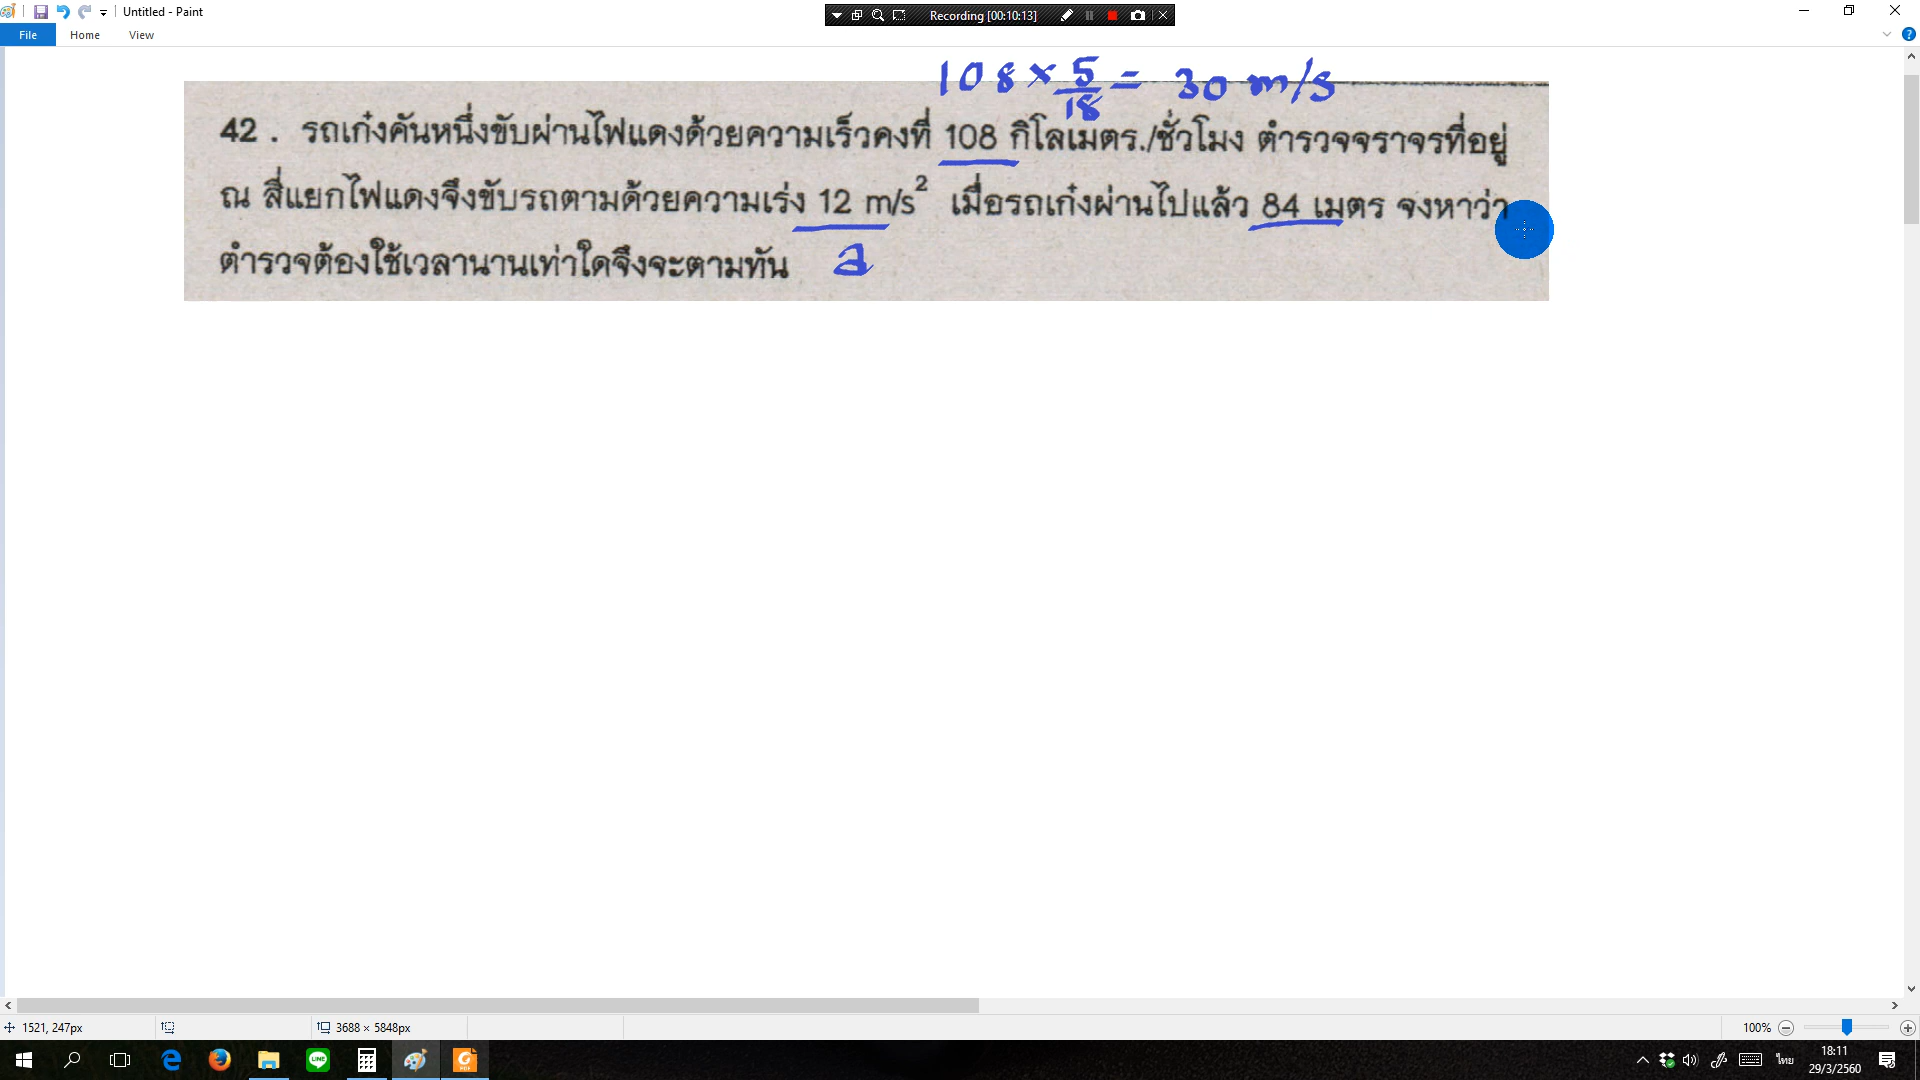 Untitled - Paint
Recording [00:10:13]
File Home View
108 × 5/18 = 30 m/s
42 . รถเก๋งคันหนึ่งขับผ่านไฟแดงด้วยความเร็วคงที่ 108 กิโลเมตร./ชั่วโมง ตำรวจจราจรที่อยู่
ณ สี่แยกไฟแดงจึงขับรถตามด้วยความเร่ง 12 m/s² เมื่อรถเก๋งผ่านไปแล้ว 84 เมตร จงหาว่า
ตำรวจต้องใช้เวลานานเท่าใดจึงจะตามทัน a
1521, 247px 3688 × 5848px 100%
LINE PDF ไทย 18:11
29/3/2560